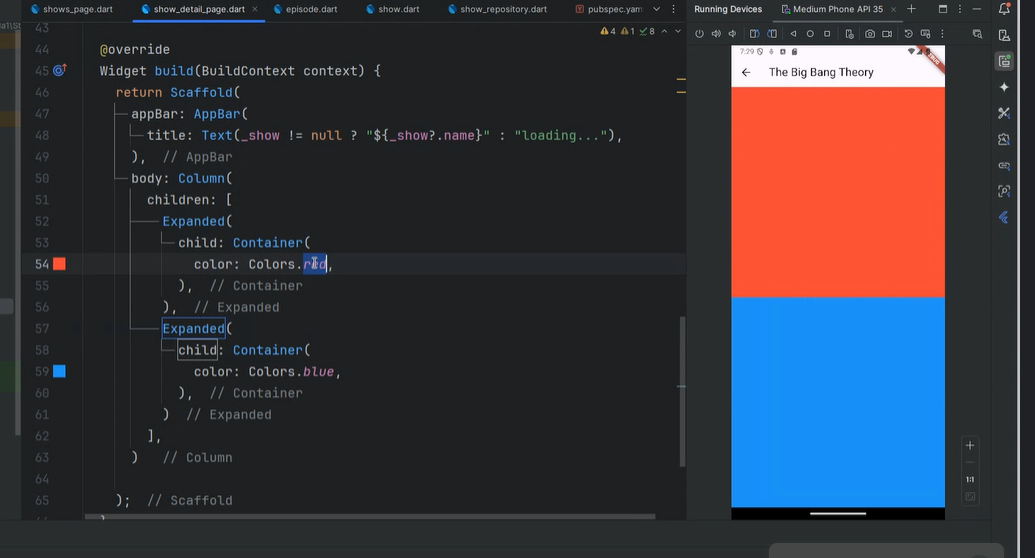 shows_page.dart
show_detail_page.dart
episode.dart
show.dart
show_repository.dart
pubspec.yam
Running Devices
Medium Phone API 35
4 1 8
43
44 @override
45 Widget build(BuildContext context) {
46 return Scaffold(
47 appBar: AppBar(
48 title: Text(_show != null ? "${_show?.name}" : "loading..."),
49 ), // AppBar
50 body: Column(
51 children: [
52 Expanded(
53 child: Container(
54 color: Colors.red,
55 ), // Container
56 ), // Expanded
57 Expanded(
58 child: Container(
59 color: Colors.blue,
60 ), // Container
61 ) // Expanded
62 ],
63 ) // Column
64
65 ); // Scaffold
7:29
The Big Bang Theory
1:1